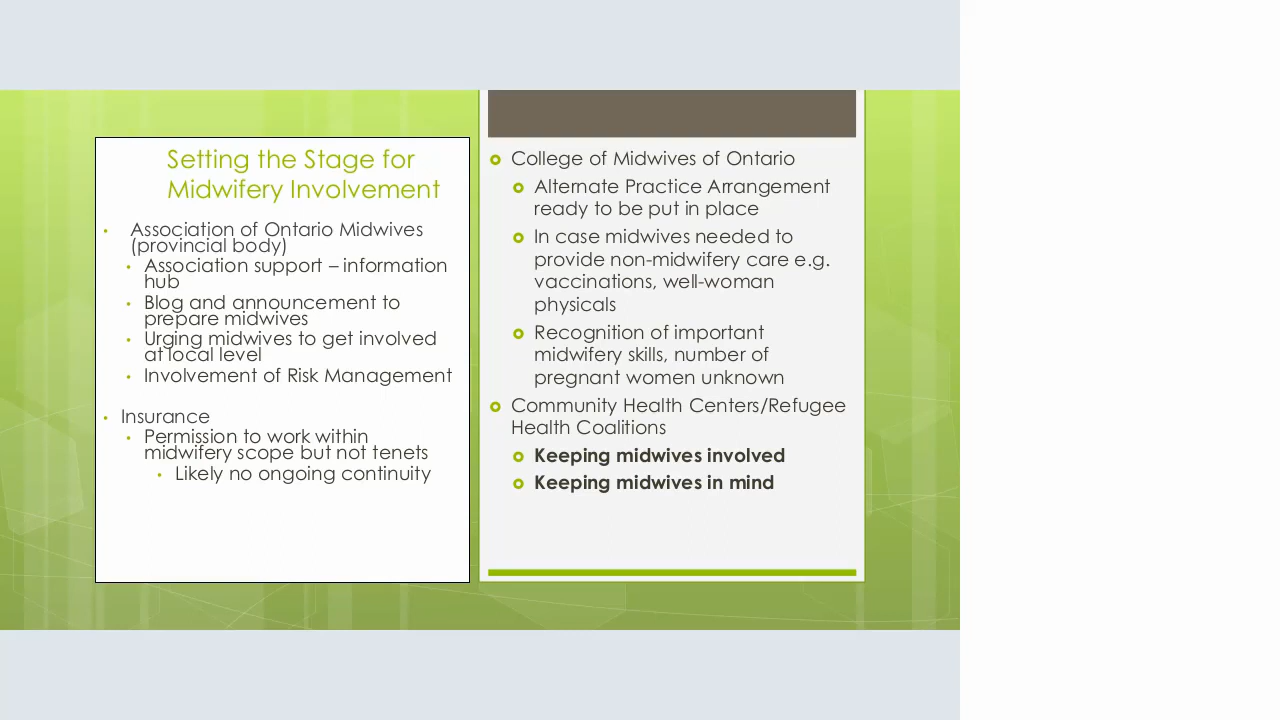 Setting the Stage for
Midwifery Involvement
• Association of Ontario Midwives
(provincial body)
• Association support – information
hub
• Blog and announcement to
prepare midwives
• Urging midwives to get involved
at local level
• Involvement of Risk Management
• Insurance
• Permission to work within
midwifery scope but not tenets
• Likely no ongoing continuity
College of Midwives of Ontario
Alternate Practice Arrangement
ready to be put in place
In case midwives needed to
provide non-midwifery care e.g.
vaccinations, well-woman
physicals
Recognition of important
midwifery skills, number of
pregnant women unknown
Community Health Centers/Refugee
Health Coalitions
Keeping midwives involved
Keeping midwives in mind